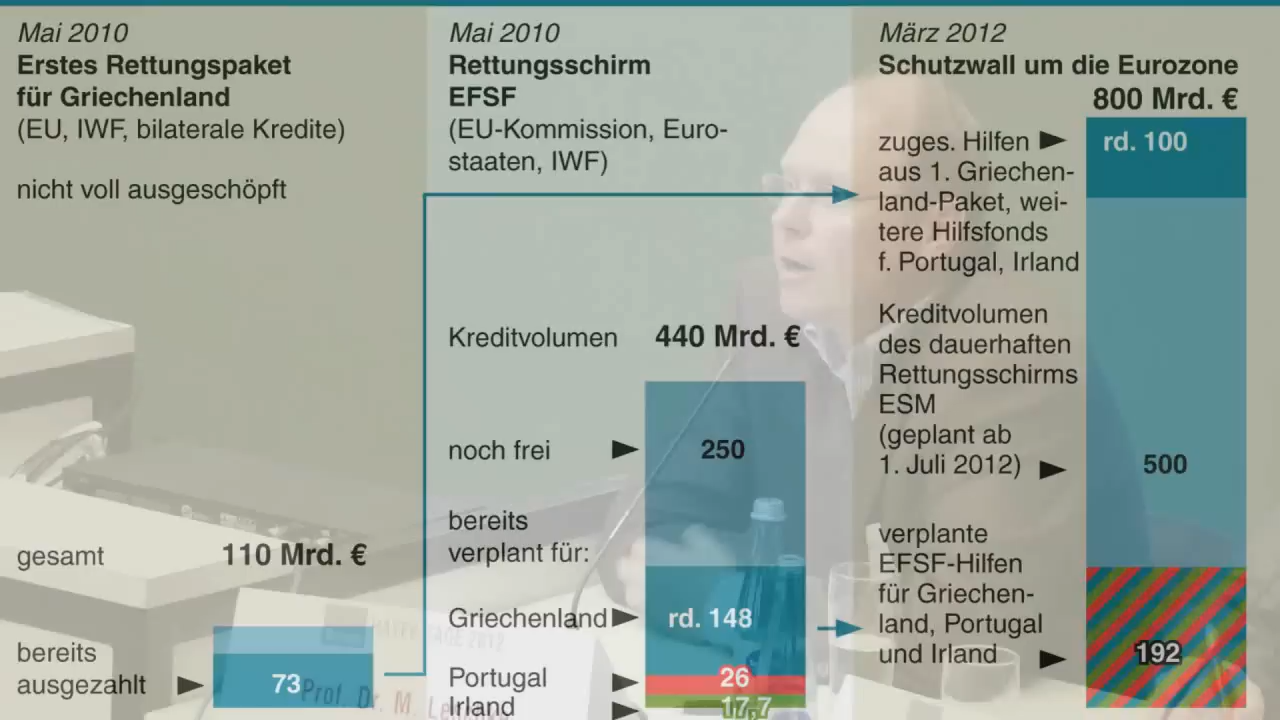 Mai 2010
Erstes Rettungspaket
für Griechenland
(EU, IWF, bilaterale Kredite)
nicht voll ausgeschöpft
gesamt
110 Mrd. €
bereits
ausgezahlt
73
Mai 2010
Rettungsschirm
EFSF
(EU-Kommission, Euro-
staaten, IWF)
Kreditvolumen
440 Mrd. €
noch frei
250
bereits
verplant für:
Griechenland
rd. 148
Portugal
26
Irland
17,7
März 2012
Schutzwall um die Eurozone
800 Mrd. €
zuges. Hilfen
rd. 100
aus 1. Griechen-
land-Paket, wei-
tere Hilfsfonds
f. Portugal, Irland
Kreditvolumen
des dauerhaften
Rettungsschirms
ESM
(geplant ab
1. Juli 2012)
500
verplante
EFSF-Hilfen
für Griechen-
land, Portugal
und Irland
192
TAGE 2012
Prof. Dr. M.